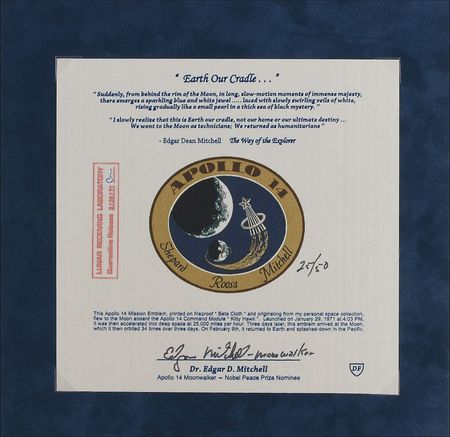 " Earth Our Cradle . . . "
" Suddenly, from behind the rim of the Moon, in long, slow-motion moments of immense majesty,
there emerges a sparkling blue and white jewel ..... laced with slowly swirling veils of white,
rising gradually like a small pearl in a thick sea of black mystery. "
" I slowly realize that this is Earth our cradle, not our home or our ultimate destiny ...
We went to the Moon as technicians; We returned as humanitarians "
- Edgar Dean Mitchell The Way of the Explorer
LUNAR RECEIVING LABORATORY
Quarantine Release 2/26/71
APOLLO 14
Shepard
Roosa
Mitchell
25/50
This Apollo 14 Mission Emblem, printed on fireproof " Beta Cloth " and originating from my personal space collection,
flew to the Moon aboard the Apollo 14 Command Module " Kitty Hawk ". Launched on January 29, 1971 at 4:03 PM,
it was then accelerated into deep space at 25,000 miles per hour. Three days later, this emblem arrived at the Moon,
which it then orbited 34 times over three days. On February 9th, it returned to Earth and splashed-down in the Pacific.
Edgar Mitchell - moonwalker
Dr. Edgar D. Mitchell
Apollo 14 Moonwalker – Nobel Peace Prize Nominee
DF